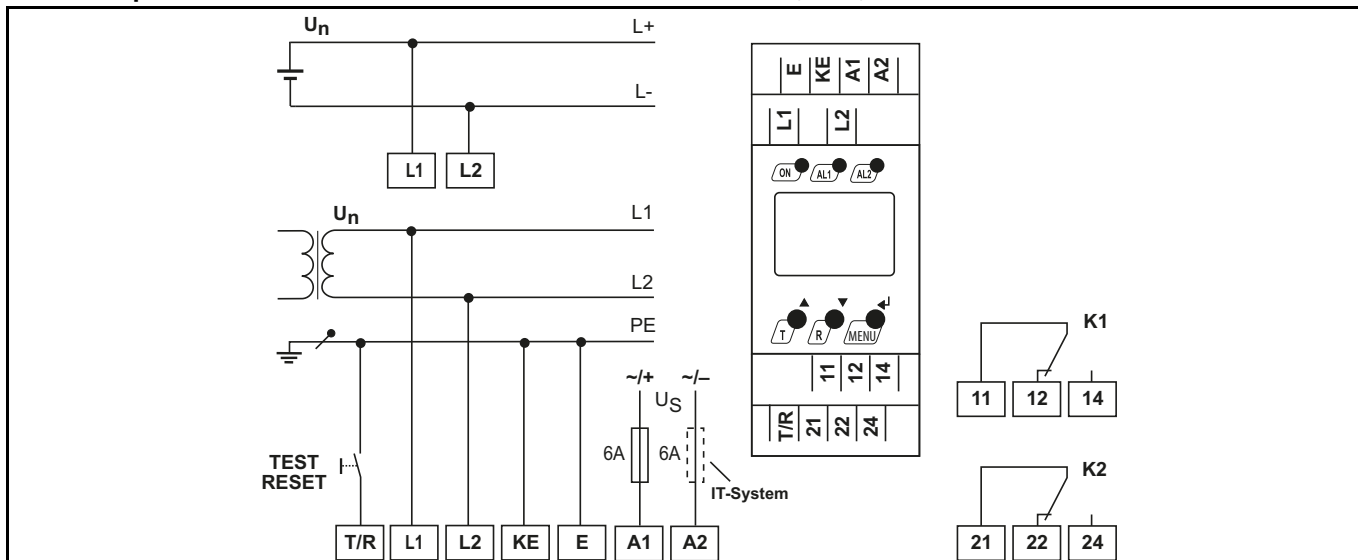 Un
L+
L-
L1
L2
Un
L1
L2
PE
~/+
~/–
US
6A
6A
IT-System
TEST
RESET
T/R
L1
L2
KE
E
A1
A2
E
KE
A1
A2
L1
L2
ON
AL1
AL2
T
R
MENU
11
12
14
T/R
21
22
24
K1
11
12
14
K2
21
22
24